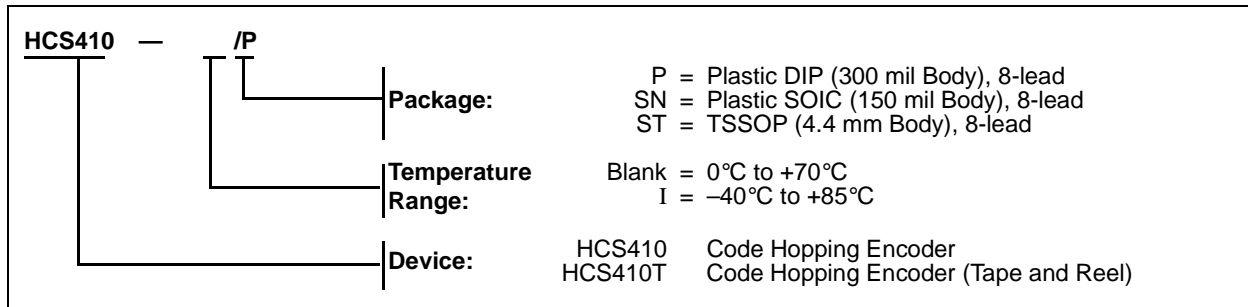 HCS410 — /P
Package: P = Plastic DIP (300 mil Body), 8-lead
SN = Plastic SOIC (150 mil Body), 8-lead
ST = TSSOP (4.4 mm Body), 8-lead
Temperature Blank = 0°C to +70°C
Range: I = –40°C to +85°C
Device: HCS410 Code Hopping Encoder
HCS410T Code Hopping Encoder (Tape and Reel)